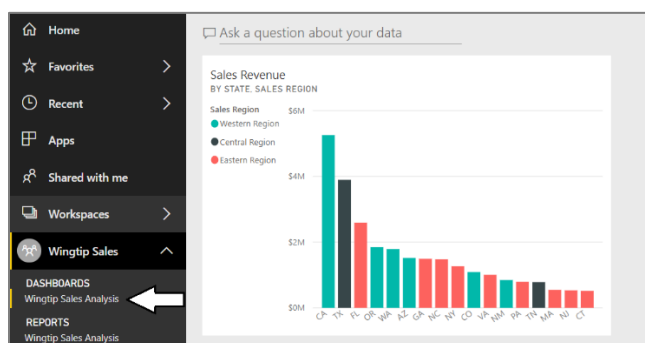 Home
Favorites
Recent
Apps
Shared with me
Workspaces
Wingtip Sales
DASHBOARDS
Wingtip Sales Analysis
REPORTS
Wingtip Sales Analysis
Ask a question about your data
Sales Revenue
BY STATE, SALES REGION
Sales Region
Western Region
Central Region
Eastern Region
$6M
$4M
$2M
$0M
CA TX FL OR WA AZ GA NC NY CO VA NM PA TN MA NJ CT